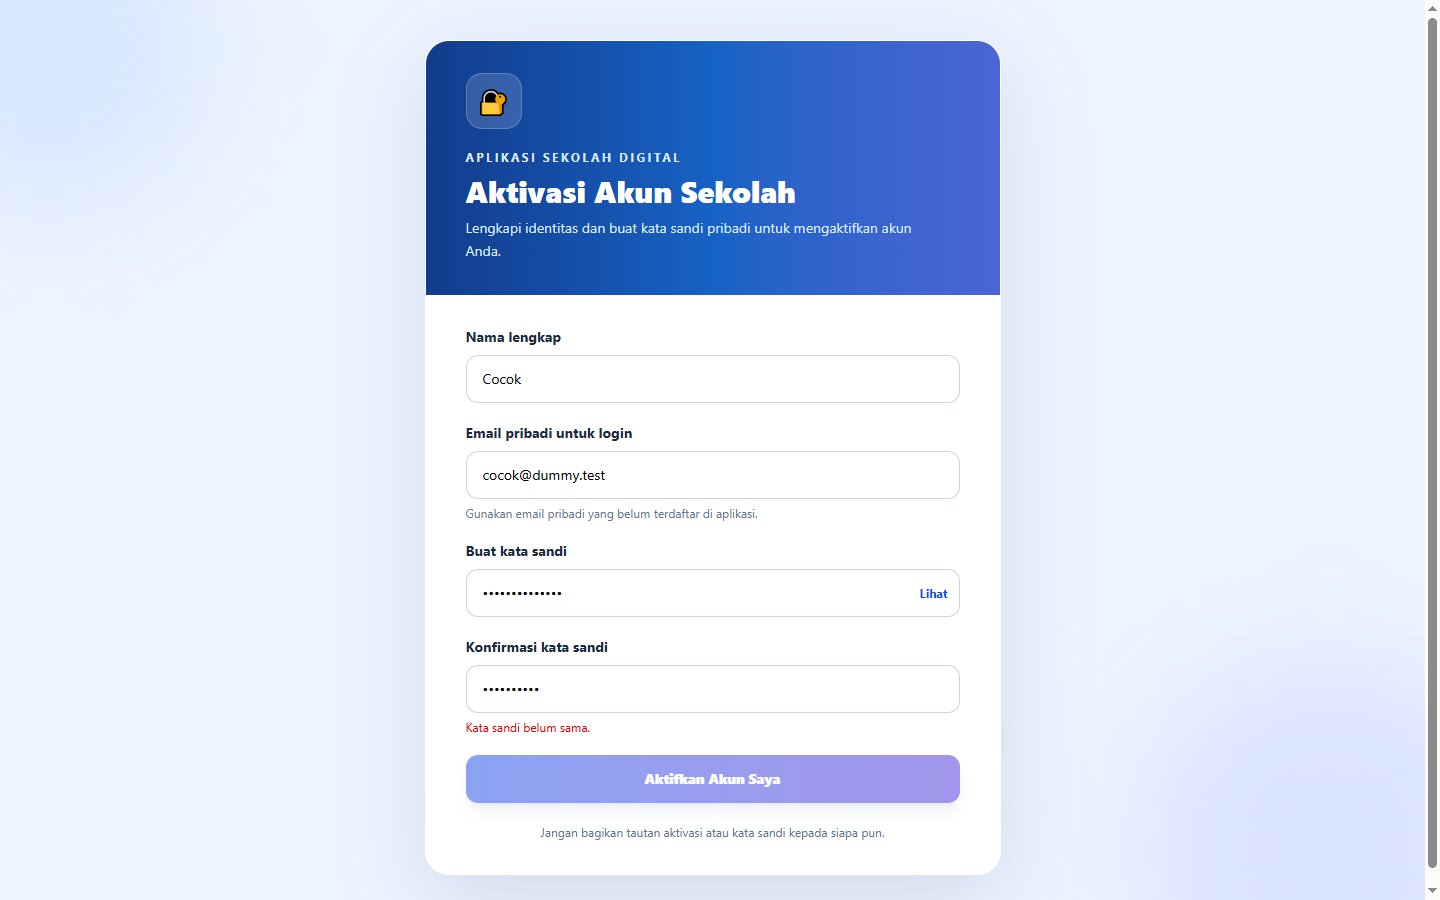 APLIKASI SEKOLAH DIGITAL
Aktivasi Akun Sekolah
Lengkapi identitas dan buat kata sandi pribadi untuk mengaktifkan akun
Anda.
Nama lengkap
Cocok
Email pribadi untuk login
cocok@dummy.test
Gunakan email pribadi yang belum terdaftar di aplikasi.
Buat kata sandi
••••••••••••••
Lihat
Konfirmasi kata sandi
••••••••••
Kata sandi belum sama.
Aktifkan Akun Saya
Jangan bagikan tautan aktivasi atau kata sandi kepada siapa pun.